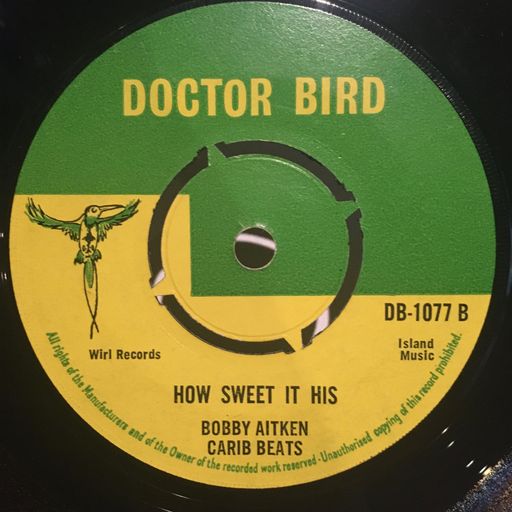 DOCTOR BIRD
DB-1077 B
Wirl Records
Island
Music
HOW SWEET IT HIS
BOBBY AITKEN
CARIB BEATS
All rights of the Manufacturers and of the Owner of the recorded work reserved - Unauthorised copying of this record prohibited.